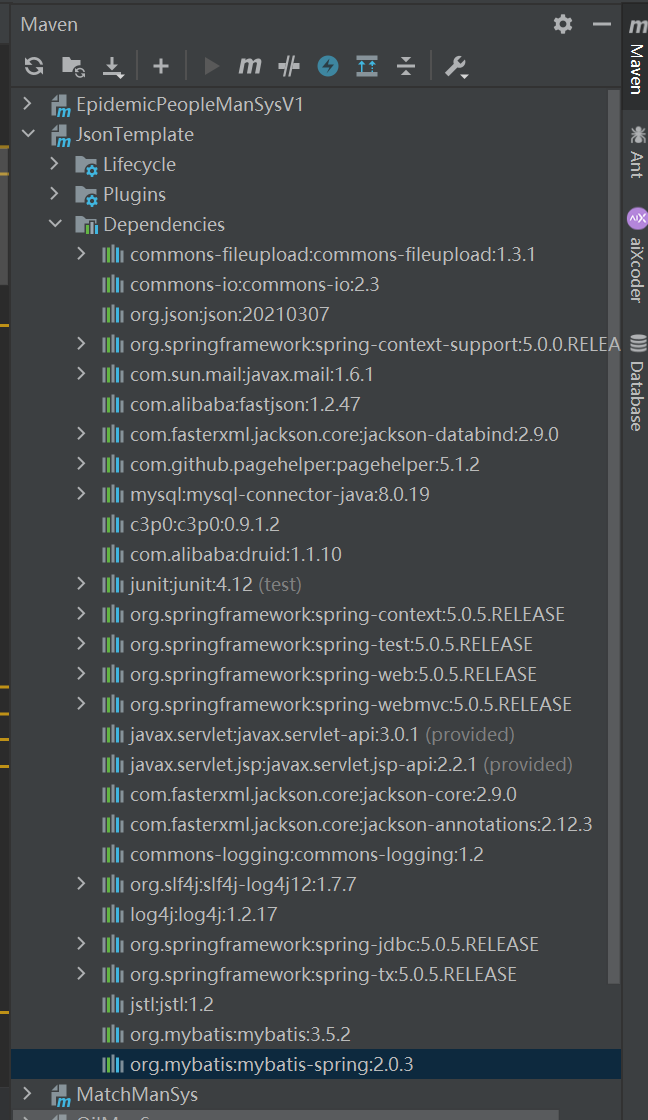 Maven
EpidemicPeopleManSysV1
JsonTemplate
Lifecycle
Plugins
Dependencies
commons-fileupload:commons-fileupload:1.3.1
commons-io:commons-io:2.3
org.json:json:20210307
org.springframework:spring-context-support:5.0.0.RELEA
com.sun.mail:javax.mail:1.6.1
com.alibaba:fastjson:1.2.47
com.fasterxml.jackson.core:jackson-databind:2.9.0
com.github.pagehelper:pagehelper:5.1.2
mysql:mysql-connector-java:8.0.19
c3p0:c3p0:0.9.1.2
com.alibaba:druid:1.1.10
junit:junit:4.12 (test)
org.springframework:spring-context:5.0.5.RELEASE
org.springframework:spring-test:5.0.5.RELEASE
org.springframework:spring-web:5.0.5.RELEASE
org.springframework:spring-webmvc:5.0.5.RELEASE
javax.servlet:javax.servlet-api:3.0.1 (provided)
javax.servlet.jsp:javax.servlet.jsp-api:2.2.1 (provided)
com.fasterxml.jackson.core:jackson-core:2.9.0
com.fasterxml.jackson.core:jackson-annotations:2.12.3
commons-logging:commons-logging:1.2
org.slf4j:slf4j-log4j12:1.7.7
log4j:log4j:1.2.17
org.springframework:spring-jdbc:5.0.5.RELEASE
org.springframework:spring-tx:5.0.5.RELEASE
jstl:jstl:1.2
org.mybatis:mybatis:3.5.2
org.mybatis:mybatis-spring:2.0.3
MatchManSys
Maven
Ant
aiXcoder
Database